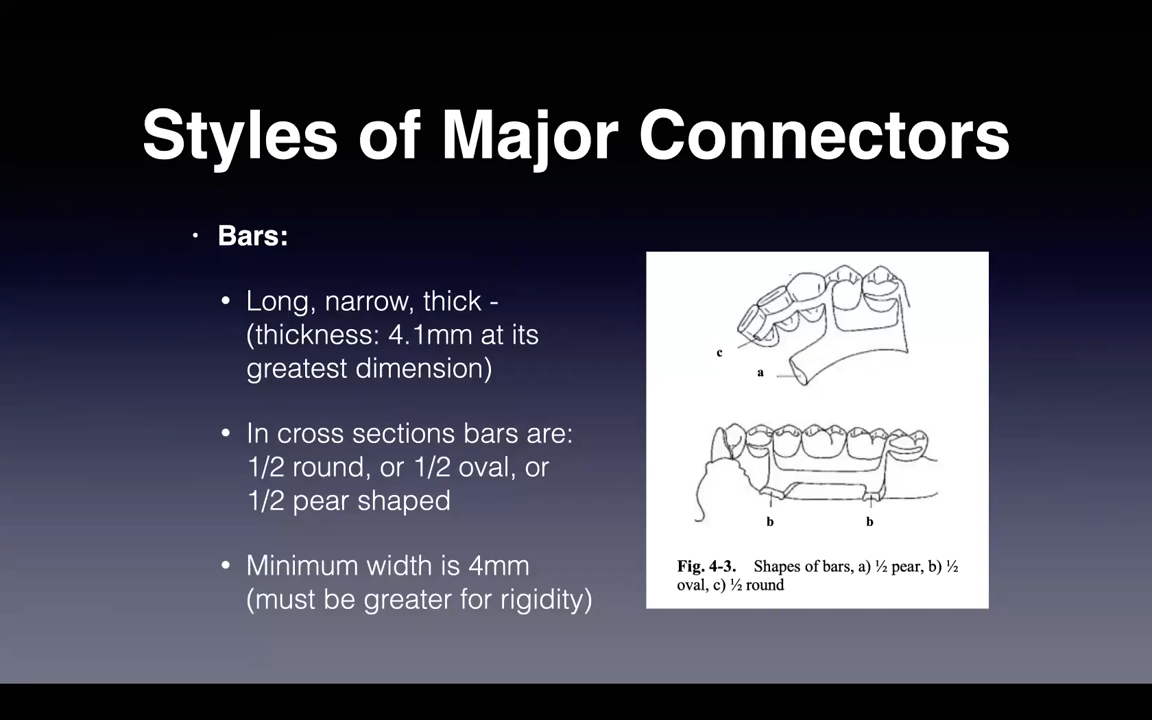 Styles of Major Connectors
• Bars:
• Long, narrow, thick -
(thickness: 4.1mm at its
greatest dimension)
• In cross sections bars are:
1/2 round, or 1/2 oval, or
1/2 pear shaped
• Minimum width is 4mm
(must be greater for rigidity)
c
a
b b
Fig. 4-3. Shapes of bars, a) ½ pear, b) ½
oval, c) ½ round